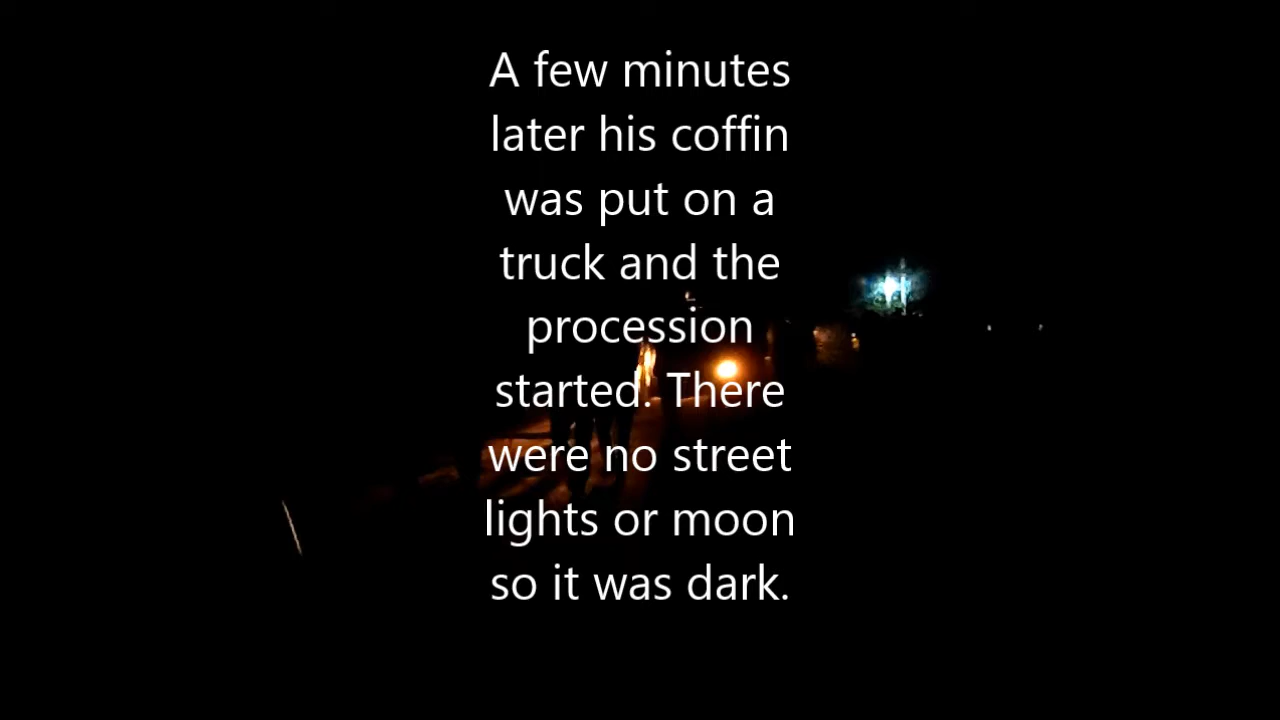 A few minutes
later his coffin
was put on a
truck and the
procession
started. There
were no street
lights or moon
so it was dark.